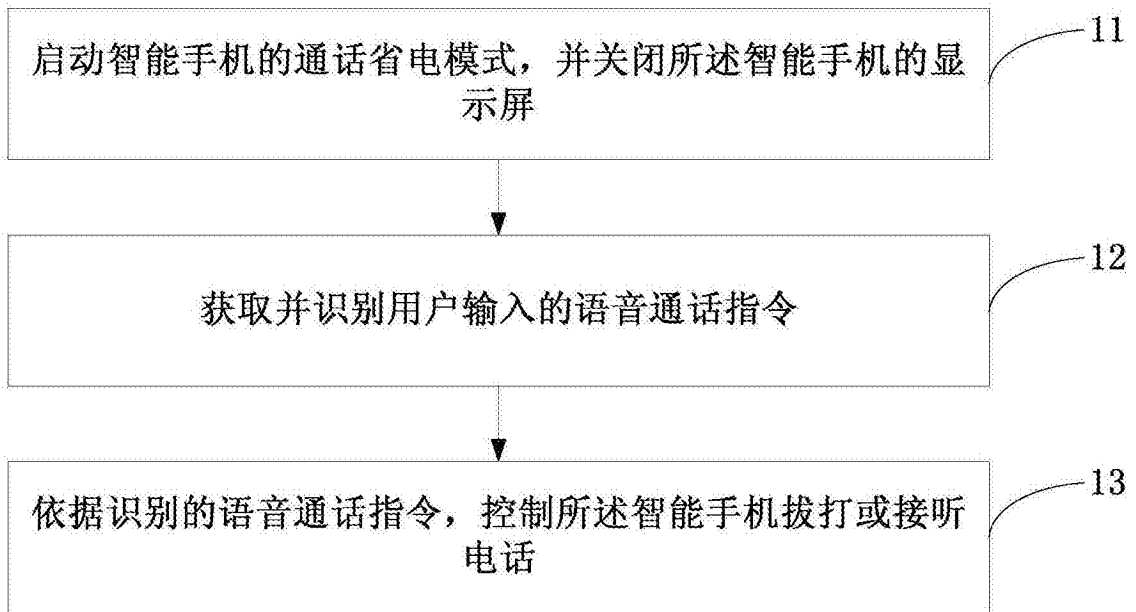 启动智能手机的通话省电模式，并关闭所述智能手机的显
示屏
11
获取并识别用户输入的语音通话指令
12
依据识别的语音通话指令，控制所述智能手机拔打或接听
电话
13